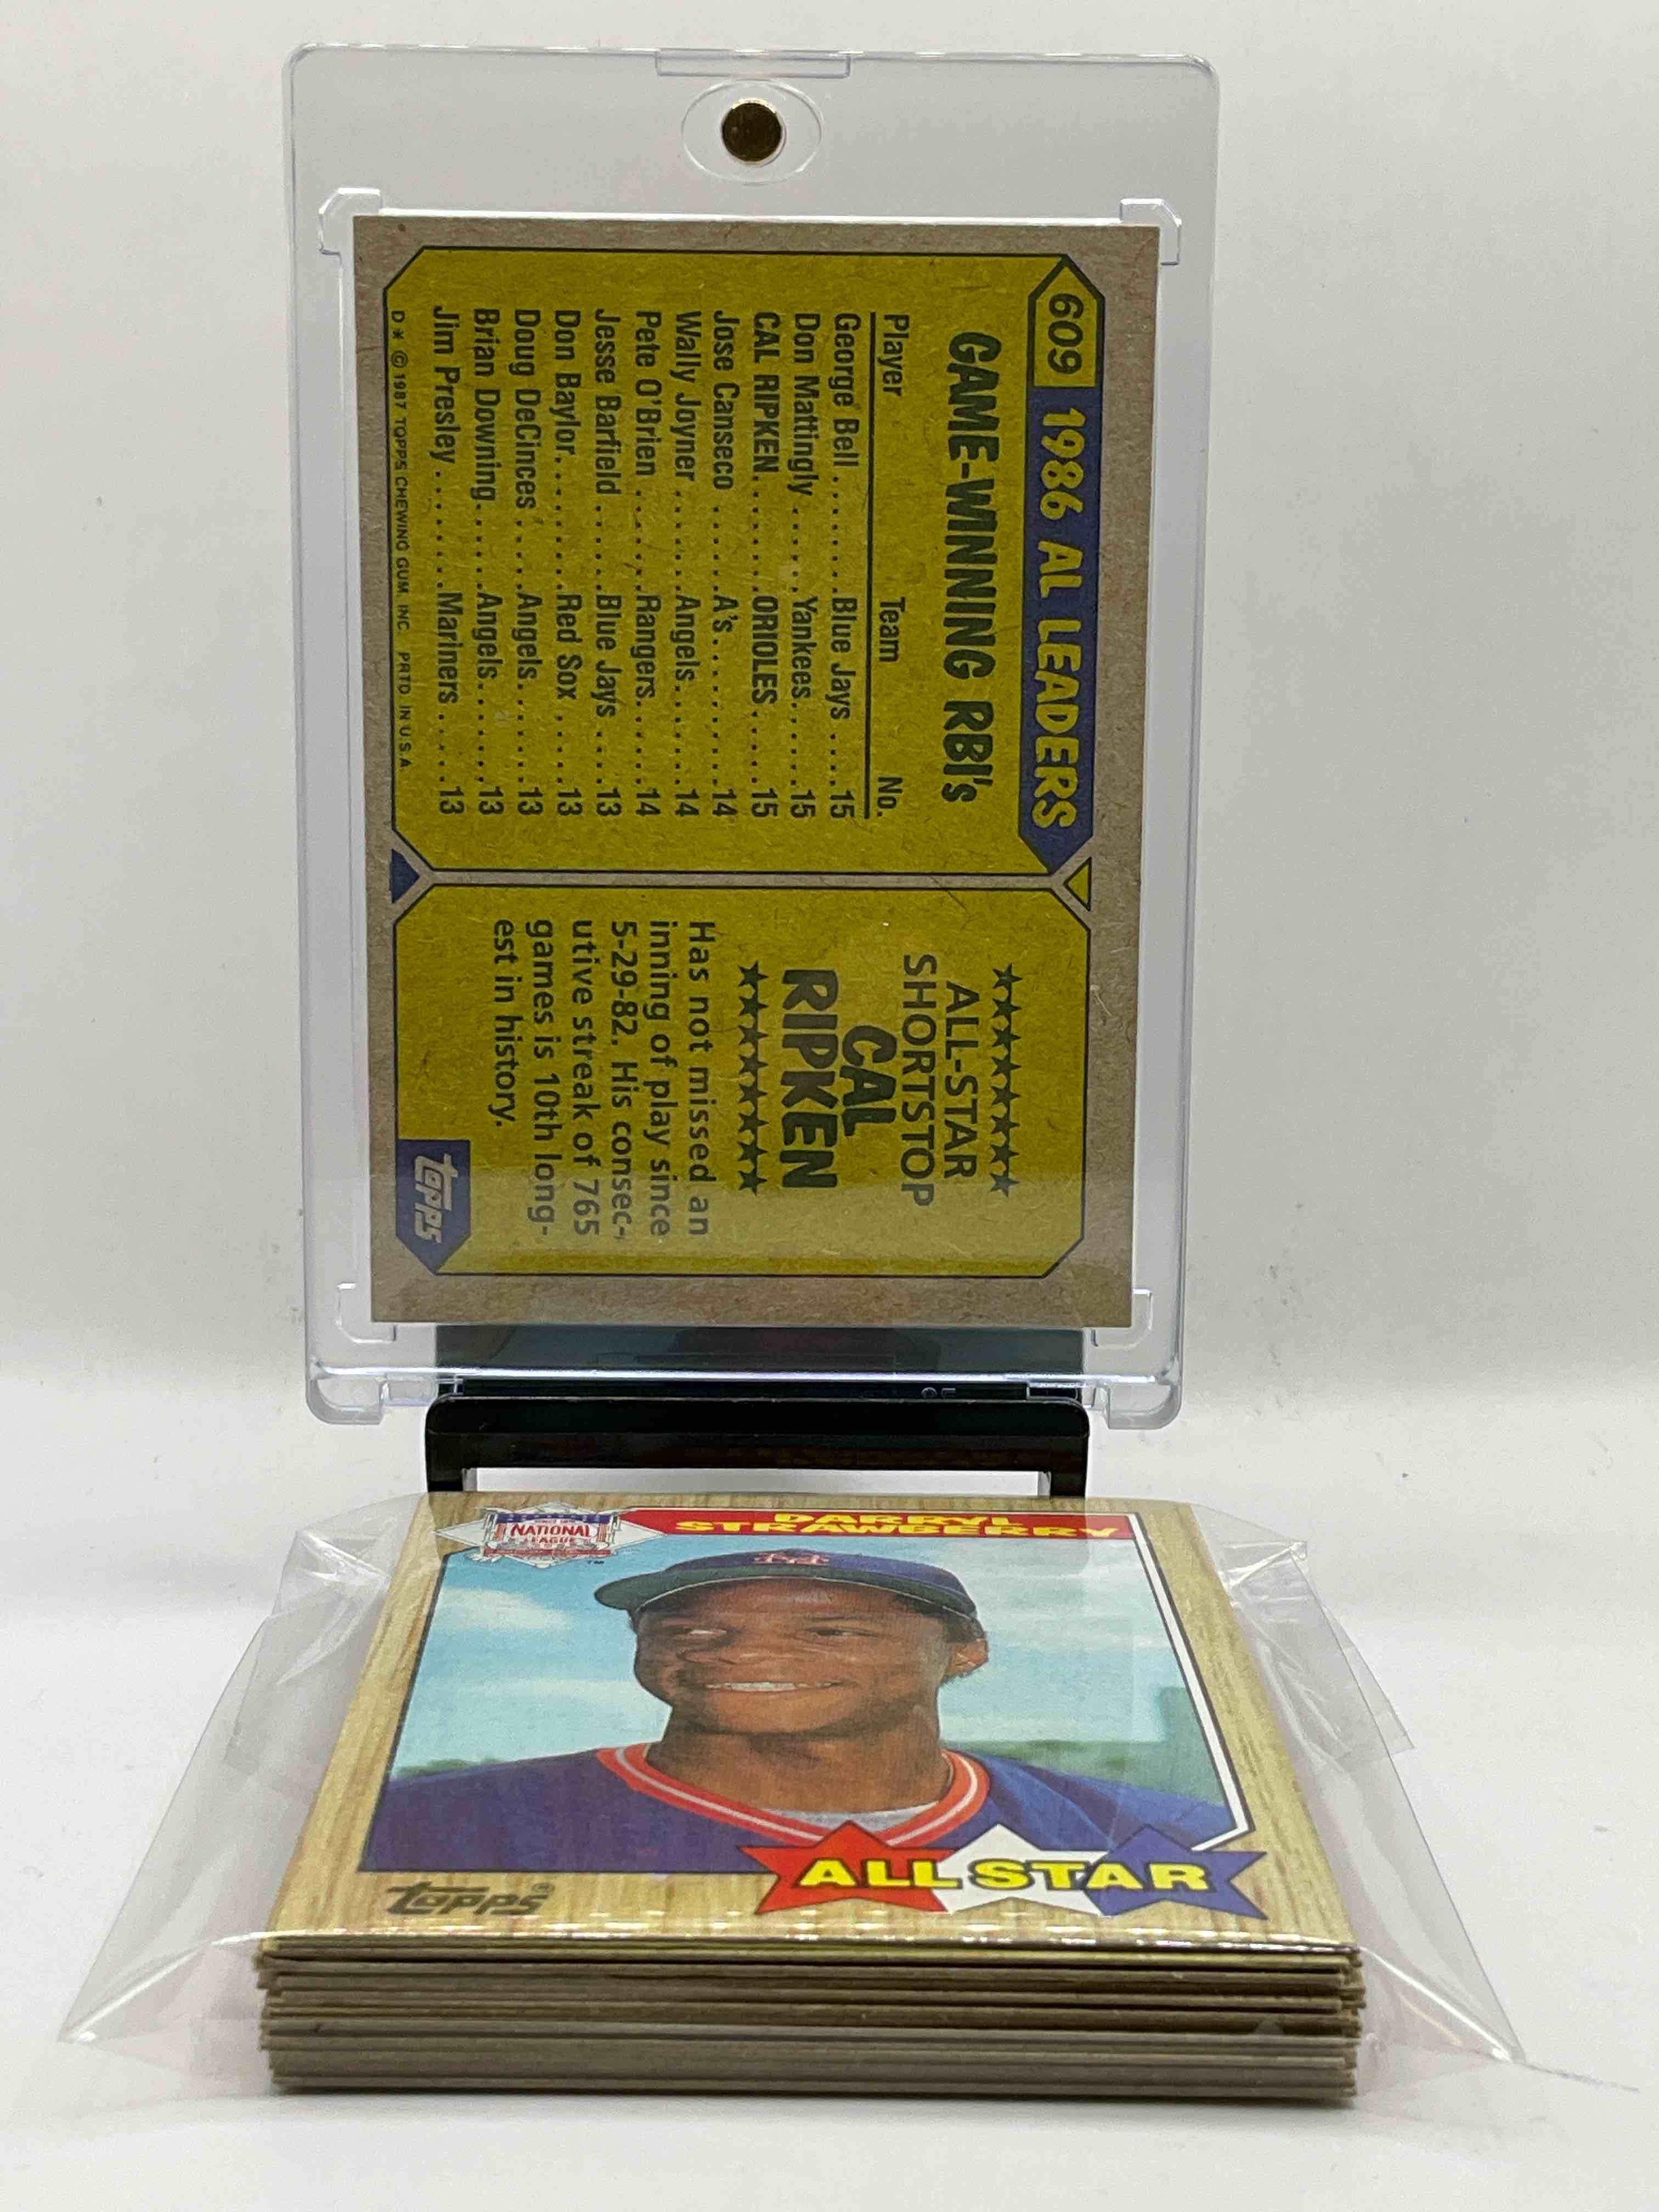 609 1986 AL LEADERS
GAME-WINNING RBI's
Player Team No.
George Bell........Blue Jays....15
Don Mattingly.....Yankees......15
CAL RIPKEN........ORIOLES......15
Jose Canseco ......A's..........14
Wally Joyner .......Angels.......14
Pete O'Brien .......Rangers......14
Jesse Barfield ......Blue Jays ....13
Don Baylor.........Red Sox .....13
Doug DeCinces .....Angels.......13
Brian Downing......Angels.......13
Jim Presley.........Mariners .....13
D* © 1987 TOPPS CHEWING GUM, INC. PRTD. IN U.S.A.
ALL-STAR
SHORTSTOP
CAL
RIPKEN
Has not missed an
inning of play since
5-29-82. His consec-
utive streak of 765
games is 10th long-
est in history.
topps
NATIONAL
LEAGUE
TM
DARRYL
STRAWBERRY
ALL STAR
topps®